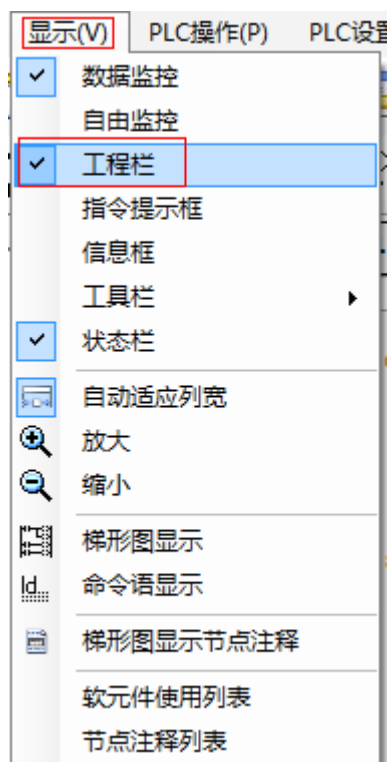 显示(V) PLC操作(P) PLC设置
数据监控
自由监控
工程栏
指令提示框
信息框
工具栏
状态栏
自动适应列宽
放大
缩小
梯形图显示
ld...
命令语显示
梯形图显示节点注释
软元件使用列表
节点注释列表